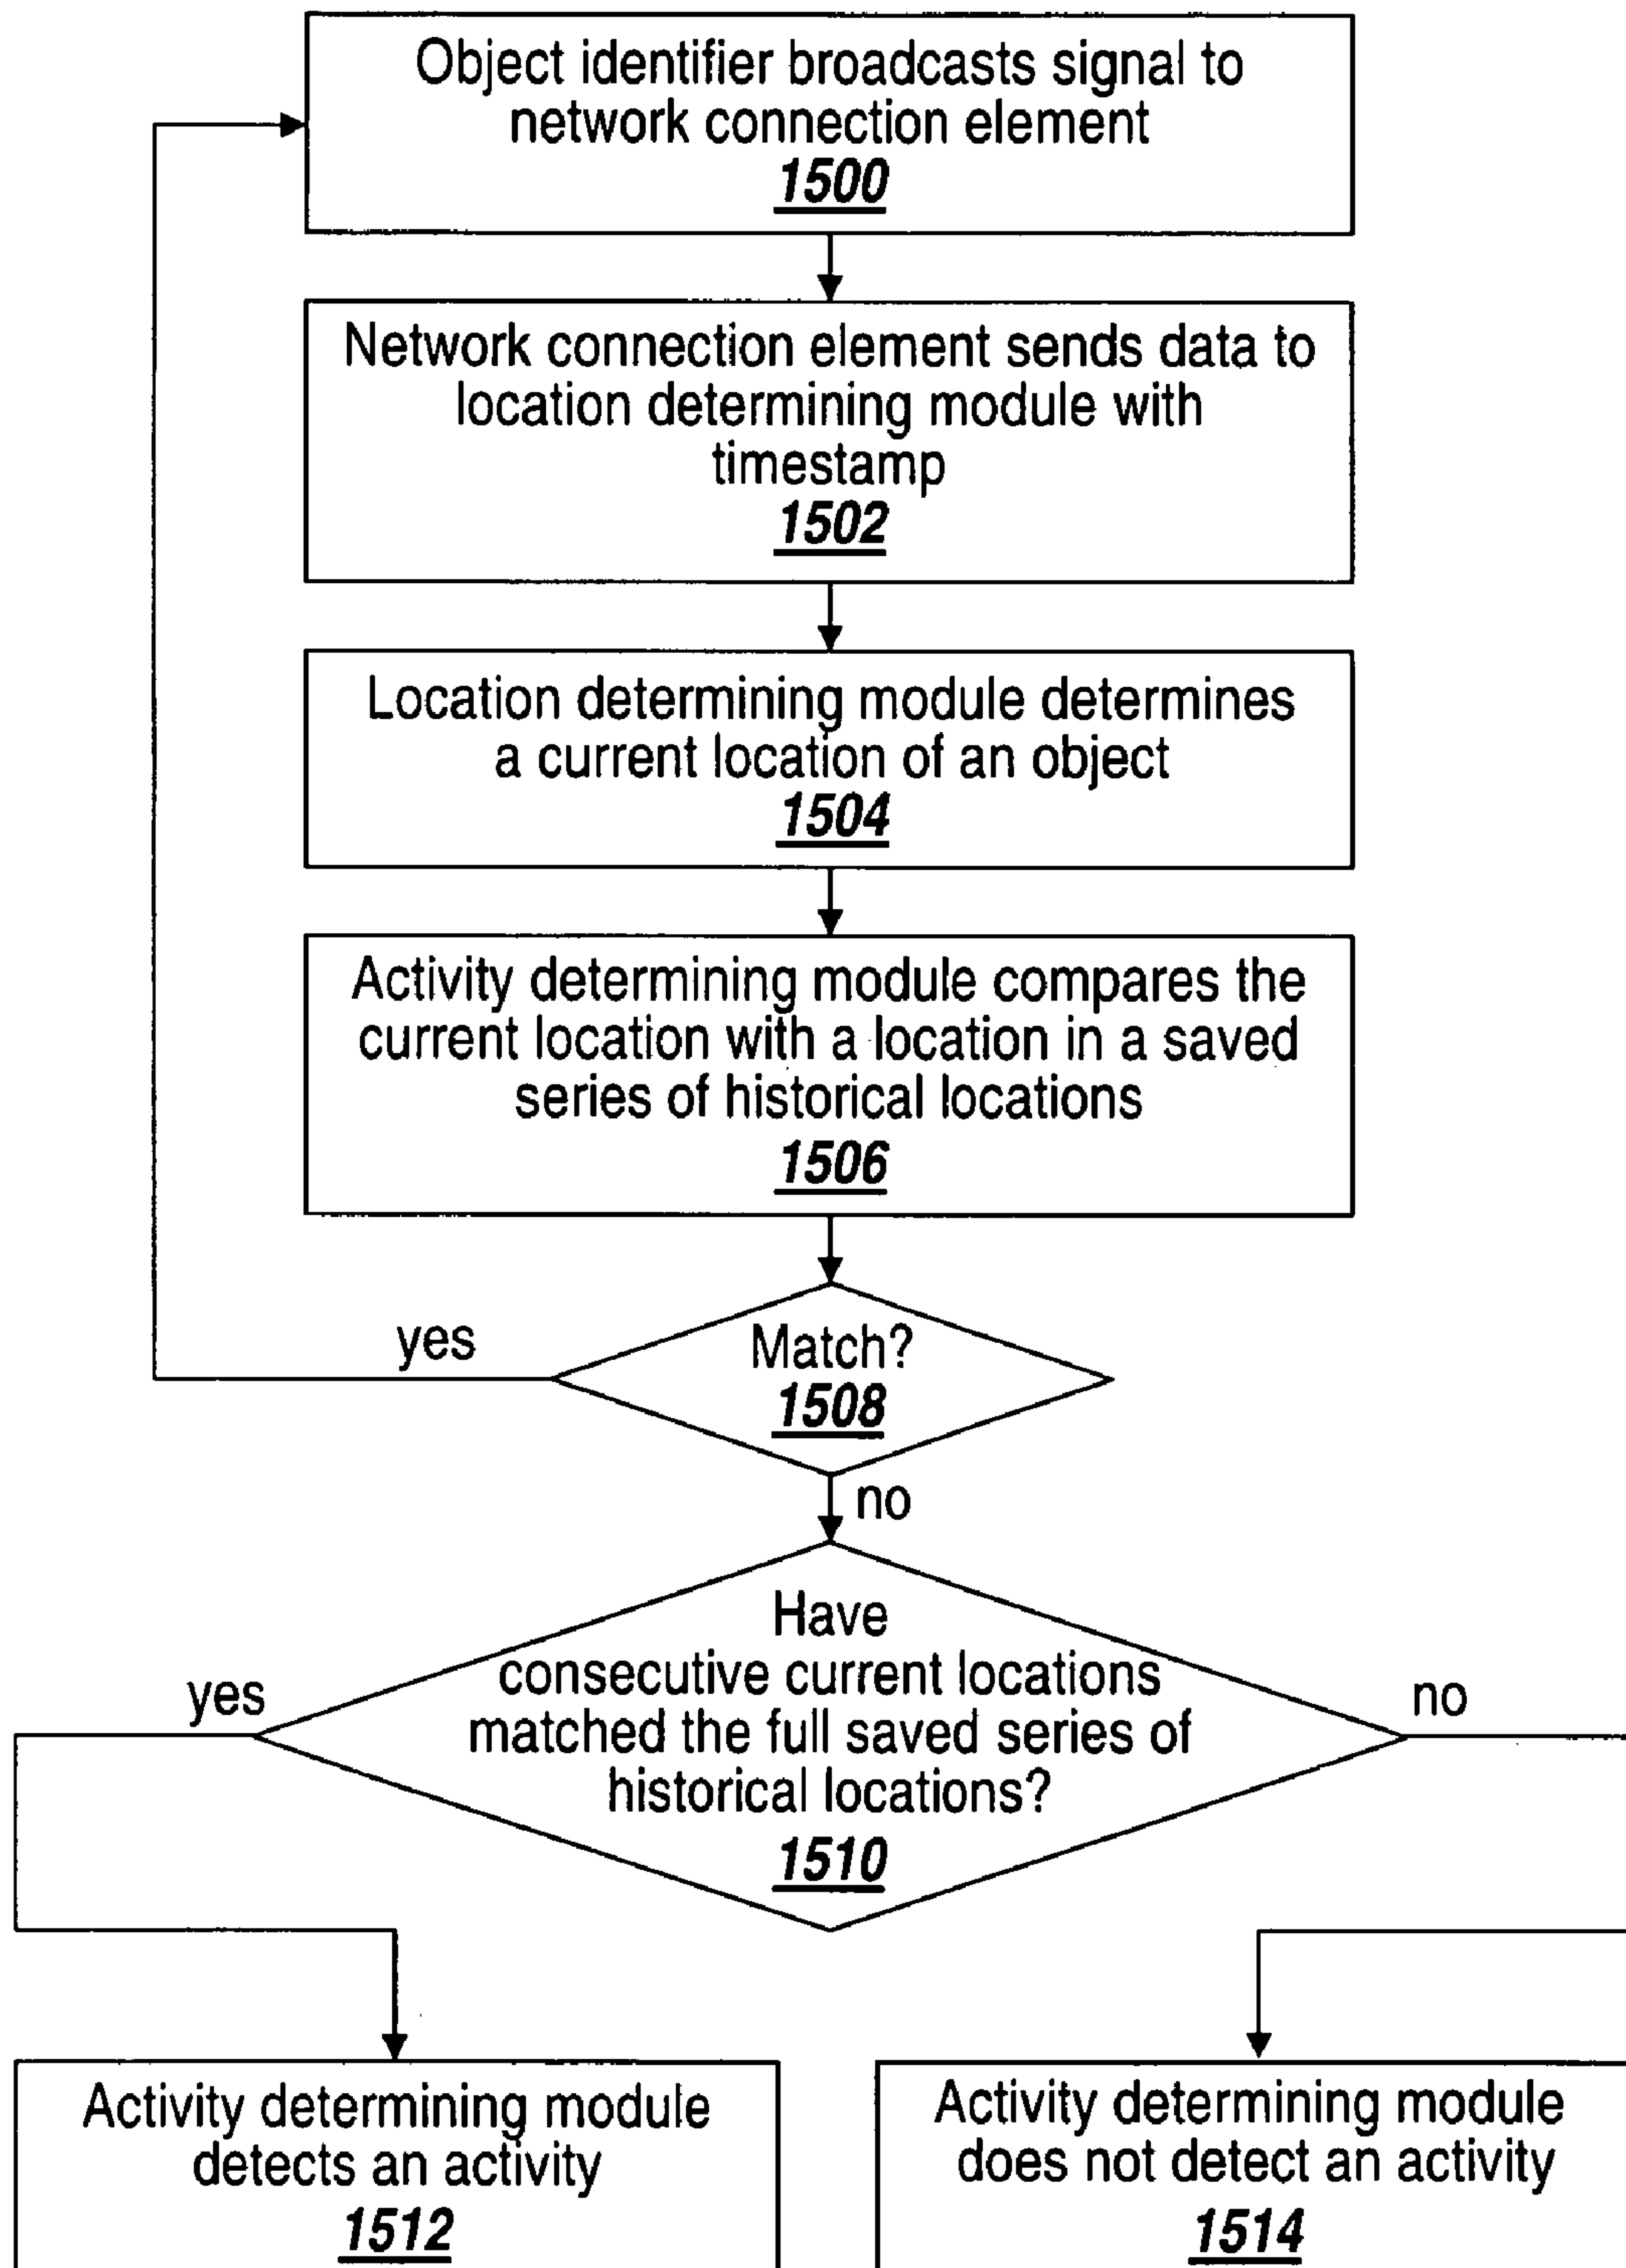 Object identifier broadcasts signal to
network connection element
1500
Network connection element sends data to
location determining module with
timestamp
1502
Location determining module determines
a current location of an object
1504
Activity determining module compares the
current location with a location in a saved
series of historical locations
1506
yes
Match?
1508
no
Have
consecutive current locations
matched the full saved series of
historical locations?
1510
yes
no
Activity determining module
detects an activity
1512
Activity determining module
does not detect an activity
1514